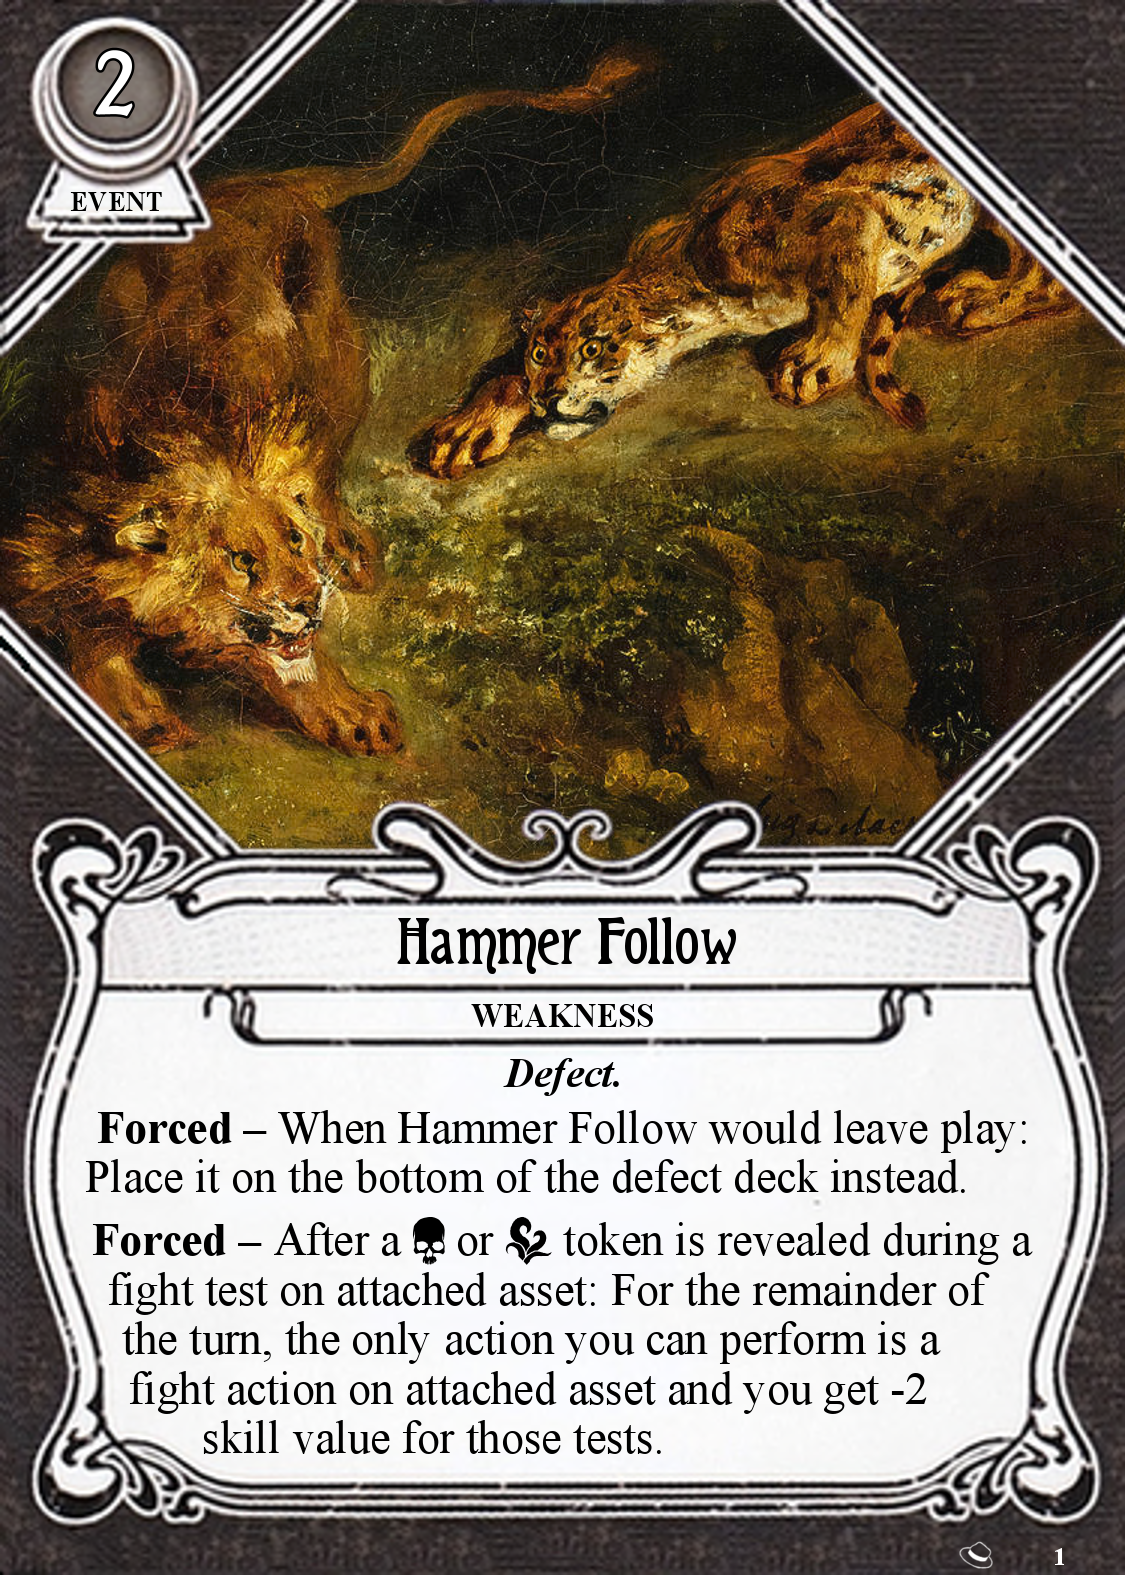 2
EVENT
Hammer Follow
WEAKNESS
Defect.
Forced – When Hammer Follow would leave play:
Place it on the bottom of the defect deck instead.
Forced – After a or token is revealed during a
fight test on attached asset: For the remainder of
the turn, the only action you can perform is a
fight action on attached asset and you get -2
skill value for those tests.
1